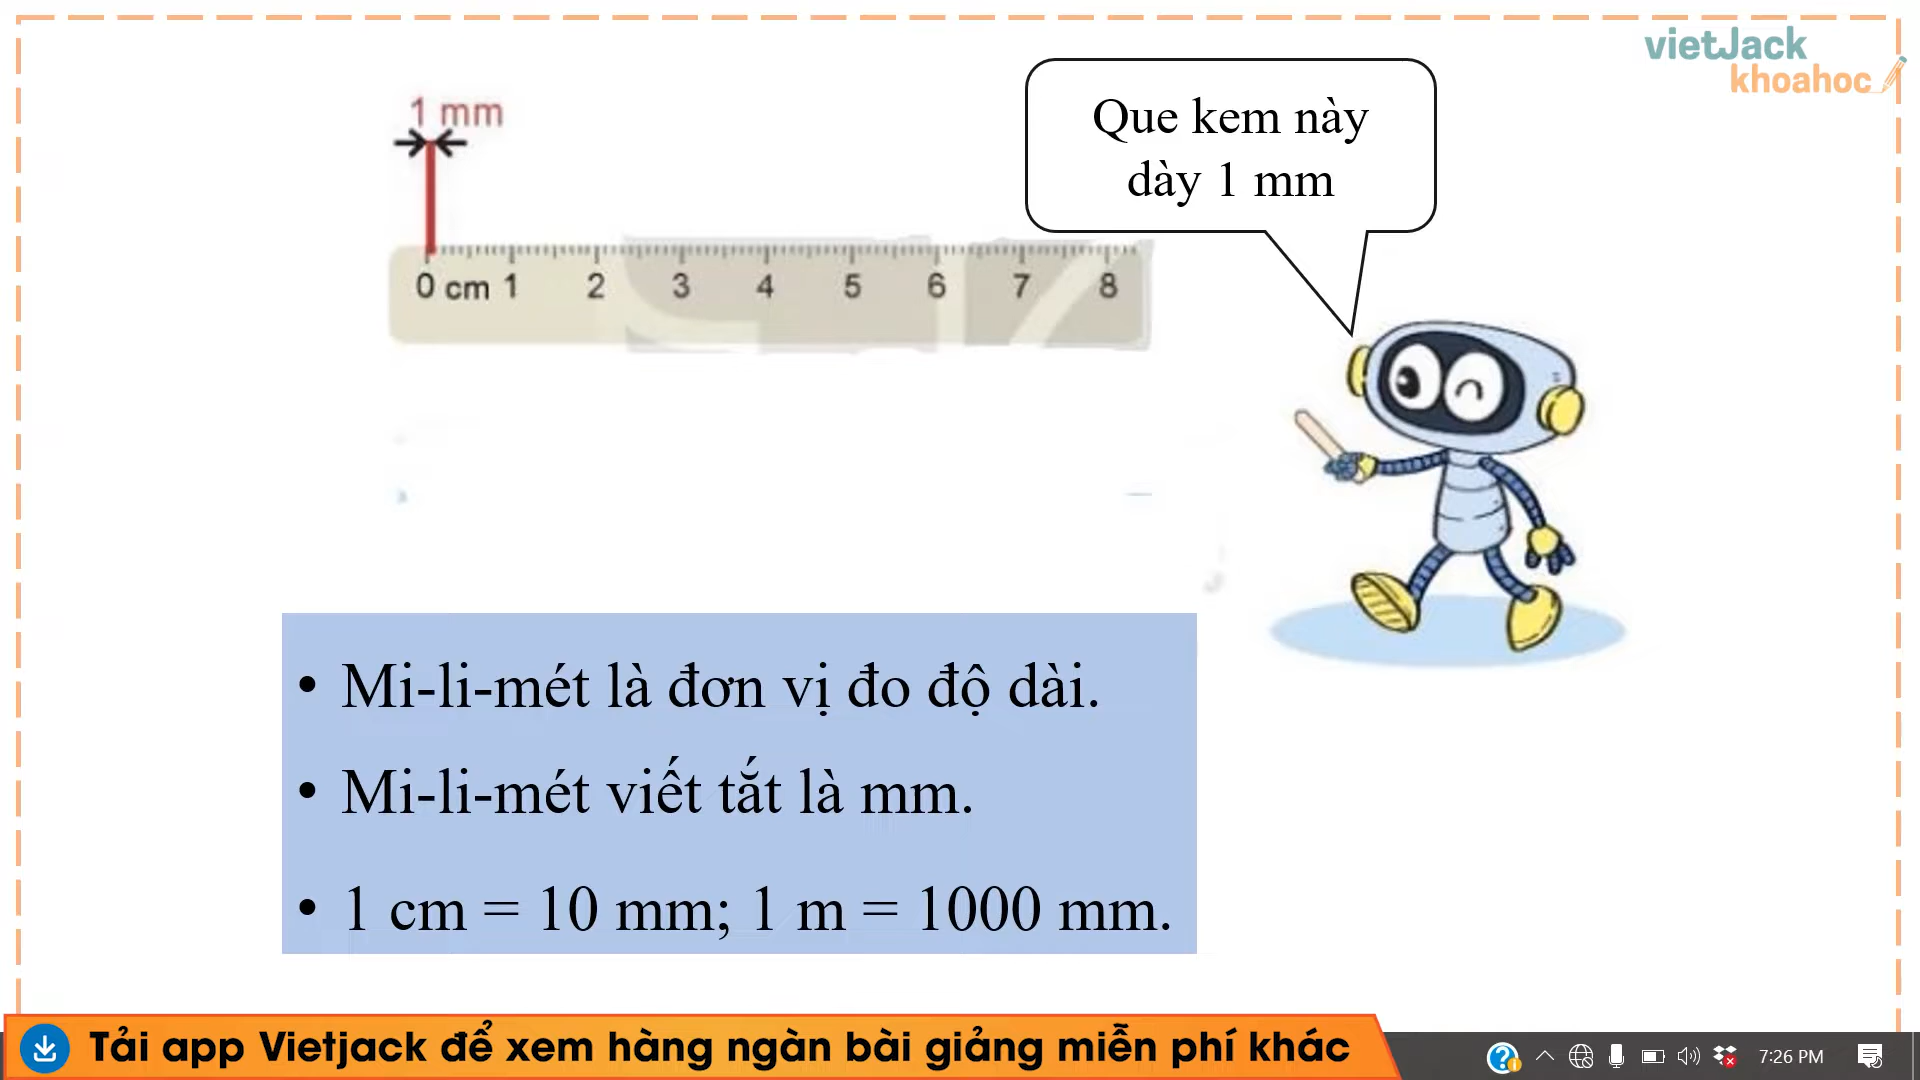 vietJack
khoahoc
1 mm
Que kem này
dày 1 mm
0 cm 1 2 3 4 5 6 7 8
• Mi-li-mét là đơn vị đo độ dài.
• Mi-li-mét viết tắt là mm.
• 1 cm = 10 mm; 1 m = 1000 mm.
Tải app Vietjack để xem hàng ngàn bài giảng miễn phí khác
7:26 PM